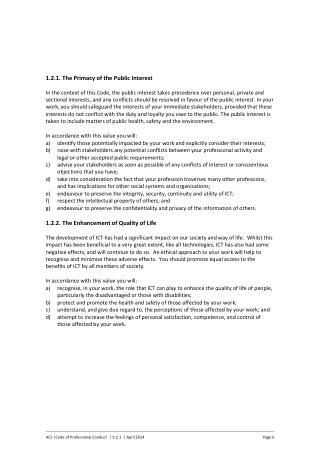 1.2.1. The Primacy of the Public Interest
In the context of this Code, the public interest takes precedence over personal, private and
sectional interests, and any conflicts should be resolved in favour of the public interest. In your
work, you should safeguard the interests of your immediate stakeholders, provided that these
interests do not conflict with the duty and loyalty you owe to the public. The public interest is
taken to include matters of public health, safety and the environment.
In accordance with this value you will:
a) identify those potentially impacted by your work and explicitly consider their interests;
b) raise with stakeholders any potential conflicts between your professional activity and
legal or other accepted public requirements;
c) advise your stakeholders as soon as possible of any conflicts of interest or conscientious
objections that you have;
d) take into consideration the fact that your profession traverses many other professions,
and has implications for other social systems and organisations;
e) endeavour to preserve the integrity, security, continuity and utility of ICT;
f) respect the intellectual property of others; and
g) endeavour to preserve the confidentiality and privacy of the information of others.
1.2.2. The Enhancement of Quality of Life
The development of ICT has had a significant impact on our society and way of life. Whilst this
impact has been beneficial to a very great extent, like all technologies, ICT has also had some
negative effects, and will continue to do so. An ethical approach to your work will help to
recognise and minimise these adverse effects. You should promote equal access to the
benefits of ICT by all members of society.
In accordance with this value you will:
a) recognise, in your work, the role that ICT can play to enhance the quality of life of people,
particularly the disadvantaged or those with disabilities;
b) protect and promote the health and safety of those affected by your work;
c) understand, and give due regard to, the perceptions of those affected by your work; and
d) attempt to increase the feelings of personal satisfaction, competence, and control of
those affected by your work.
ACS |Code of Professional Conduct | V.2.1 | April 2014 Page 6